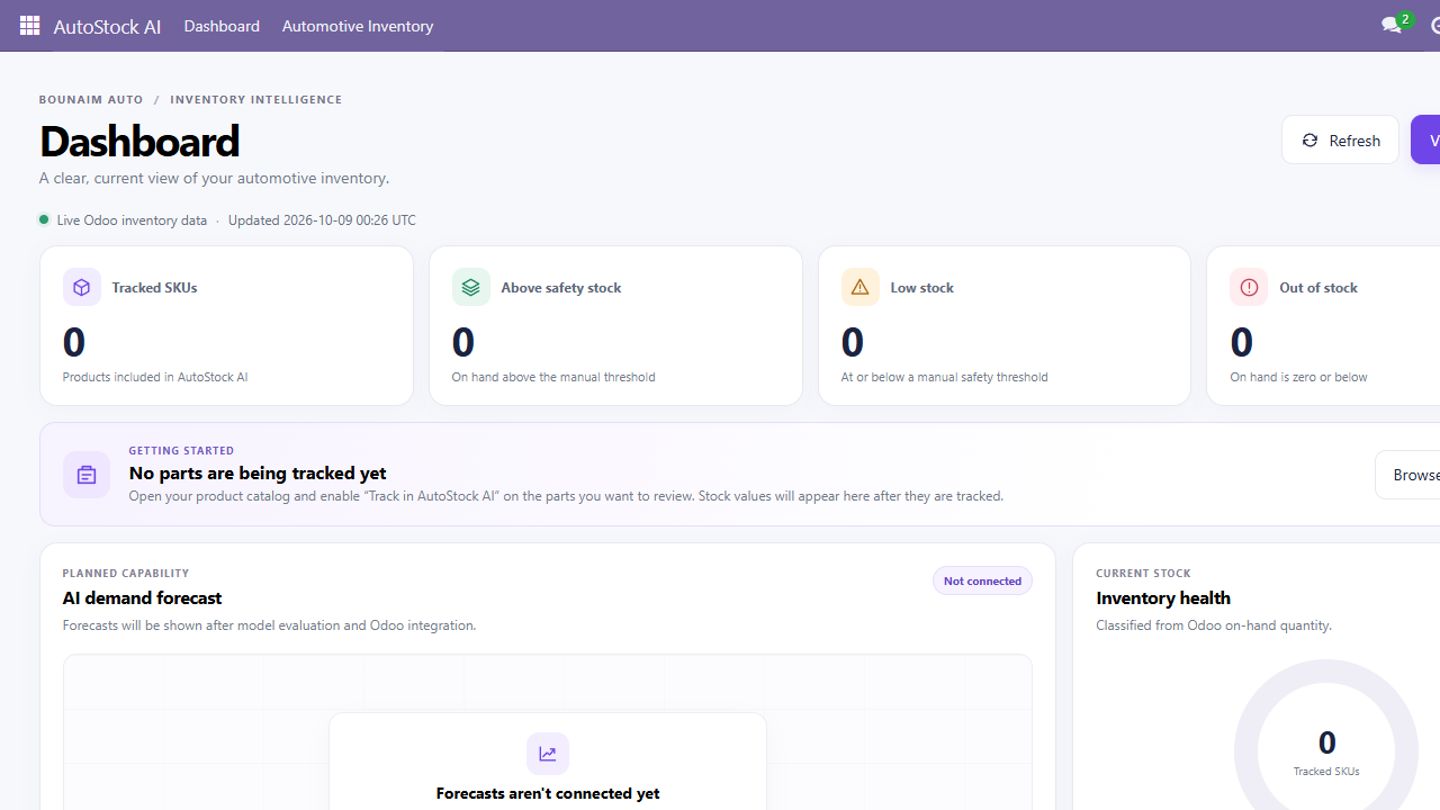 AutoStock AI Dashboard Automotive Inventory 2
BOUNAIM AUTO / INVENTORY INTELLIGENCE
Dashboard
A clear, current view of your automotive inventory.
Refresh
Live Odoo inventory data · Updated 2026-10-09 00:26 UTC
Tracked SKUs
0
Products included in AutoStock AI
Above safety stock
0
On hand above the manual threshold
Low stock
0
At or below a manual safety threshold
Out of stock
0
On hand is zero or below
GETTING STARTED
No parts are being tracked yet
Open your product catalog and enable “Track in AutoStock AI” on the parts you want to review. Stock values will appear here after they are tracked.
Browse
PLANNED CAPABILITY
AI demand forecast
Forecasts will be shown after model evaluation and Odoo integration.
Not connected
Forecasts aren't connected yet
CURRENT STOCK
Inventory health
Classified from Odoo on-hand quantity.
0
Tracked SKUs